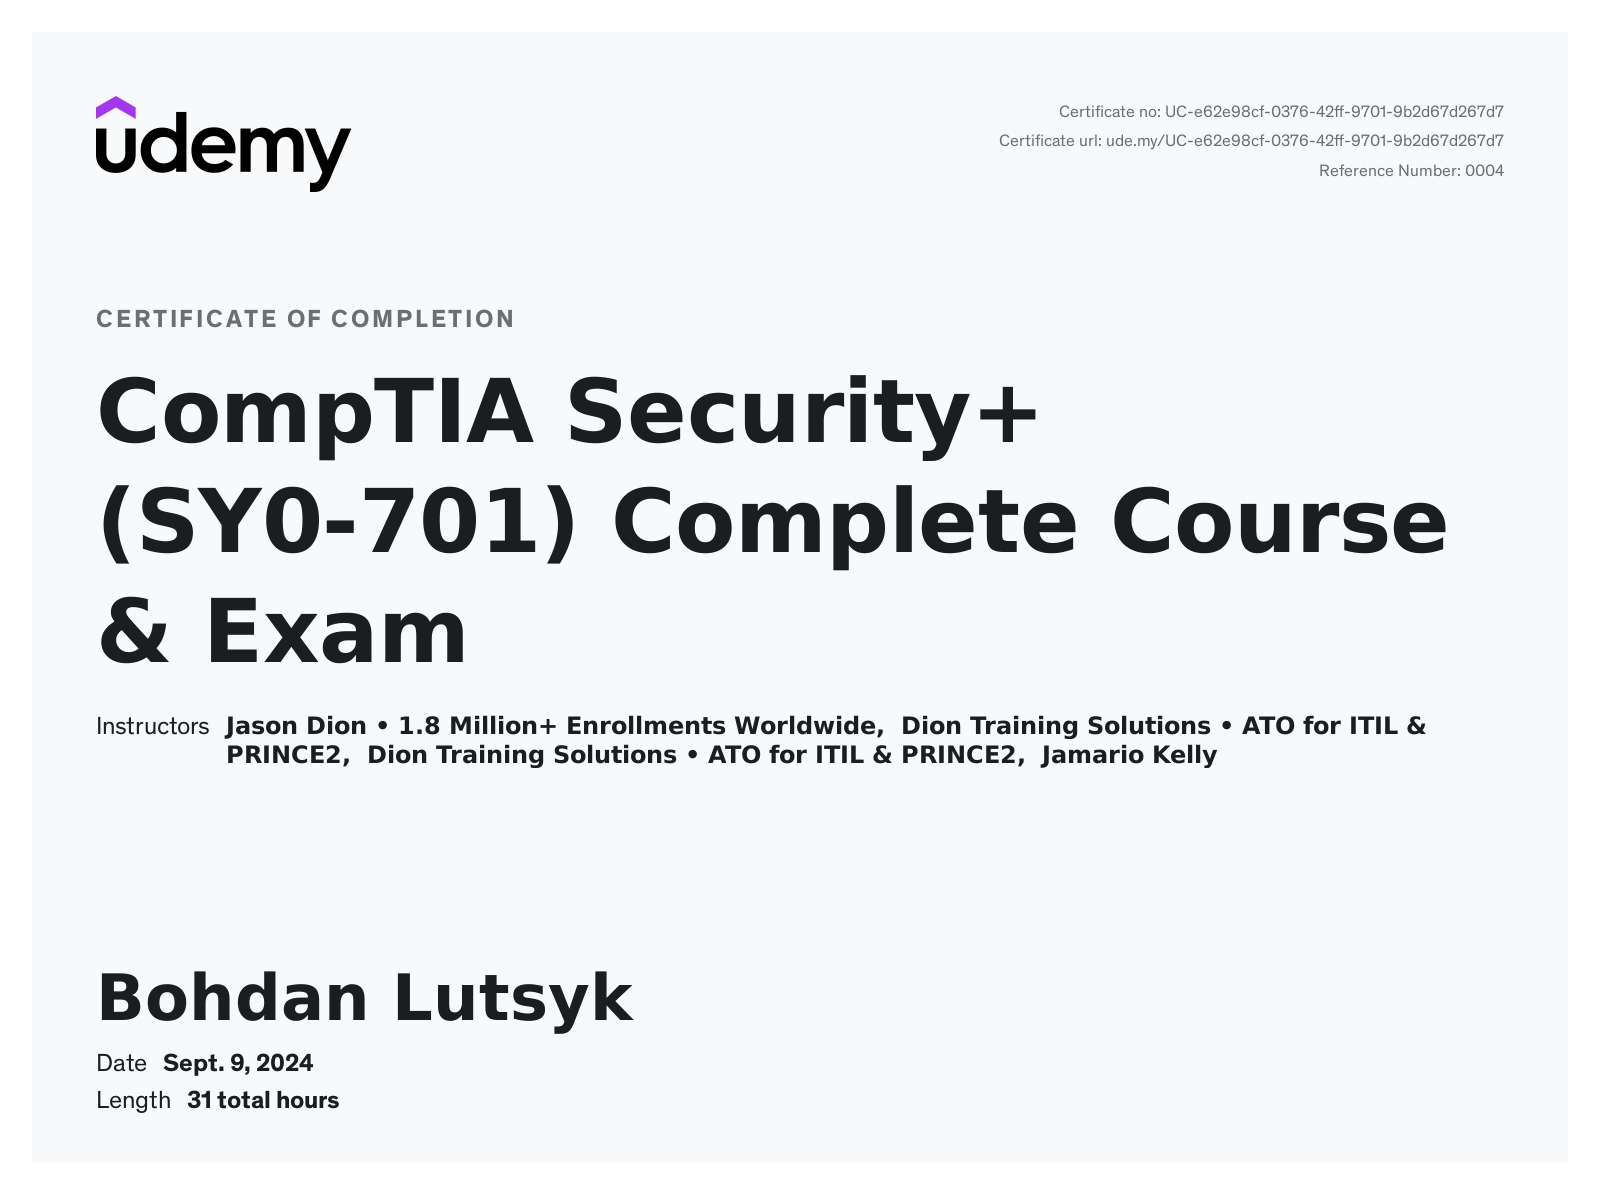 udemy
Certificate no: UC-e62e98cf-0376-42ff-9701-9b2d67d267d7
Certificate url: ude.my/UC-e62e98cf-0376-42ff-9701-9b2d67d267d7
Reference Number: 0004
CERTIFICATE OF COMPLETION
CompTIA Security+
(SY0-701) Complete Course
& Exam
Instructors Jason Dion • 1.8 Million+ Enrollments Worldwide, Dion Training Solutions • ATO for ITIL &
PRINCE2, Dion Training Solutions • ATO for ITIL & PRINCE2, Jamario Kelly
Bohdan Lutsyk
Date Sept. 9, 2024
Length 31 total hours